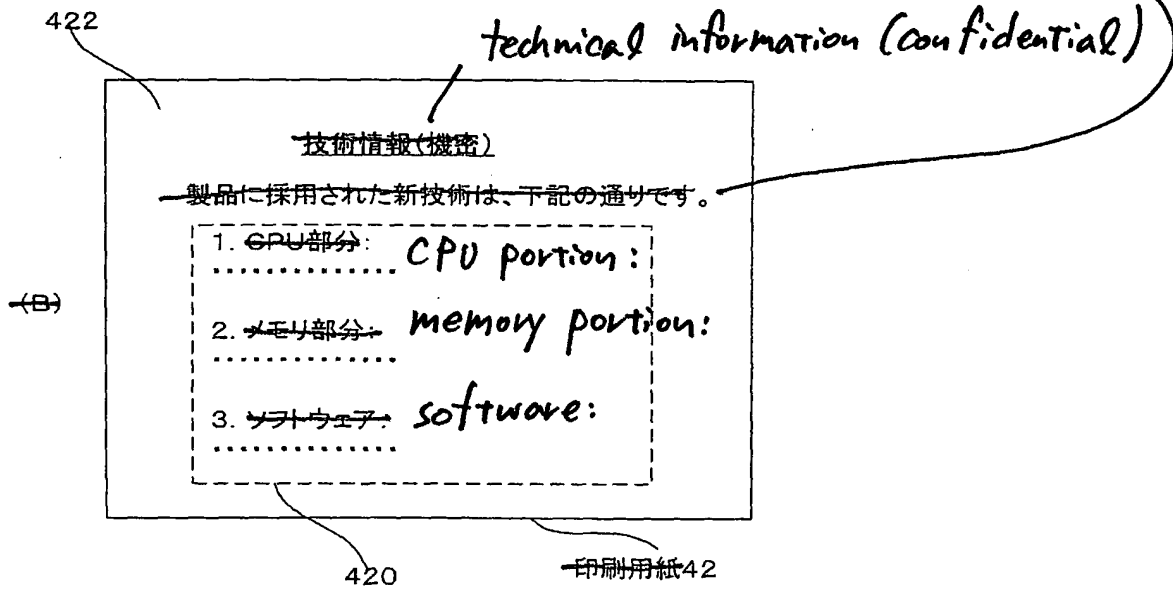 422
technical information (confidential)
技術情報(機密)
製品に採用された新技術は、下記の通りです。
1. CPU部分: CPU portion:
..............
(B)
2. メモリ部分: memory portion:
..............
3. ソフトウェア: software:
..............
420
印刷用紙42